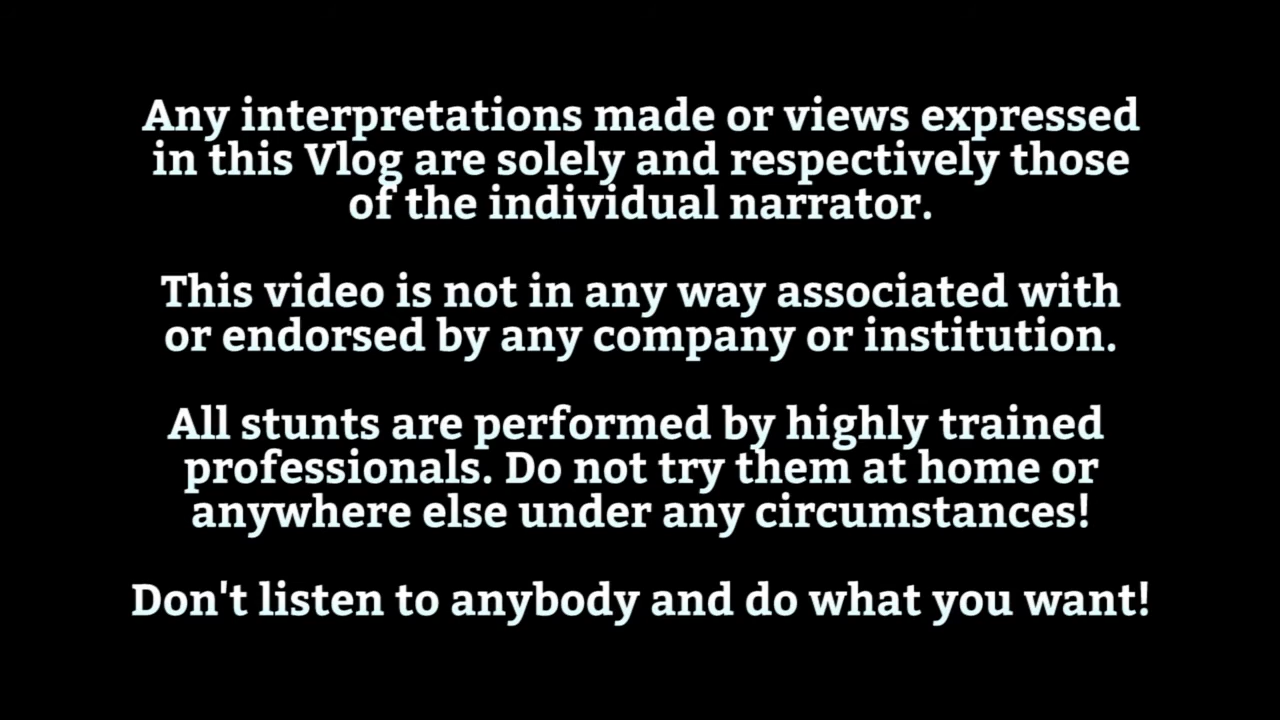 Any interpretations made or views expressed
in this Vlog are solely and respectively those
of the individual narrator.
This video is not in any way associated with
or endorsed by any company or institution.
All stunts are performed by highly trained
professionals. Do not try them at home or
anywhere else under any circumstances!
Don't listen to anybody and do what you want!